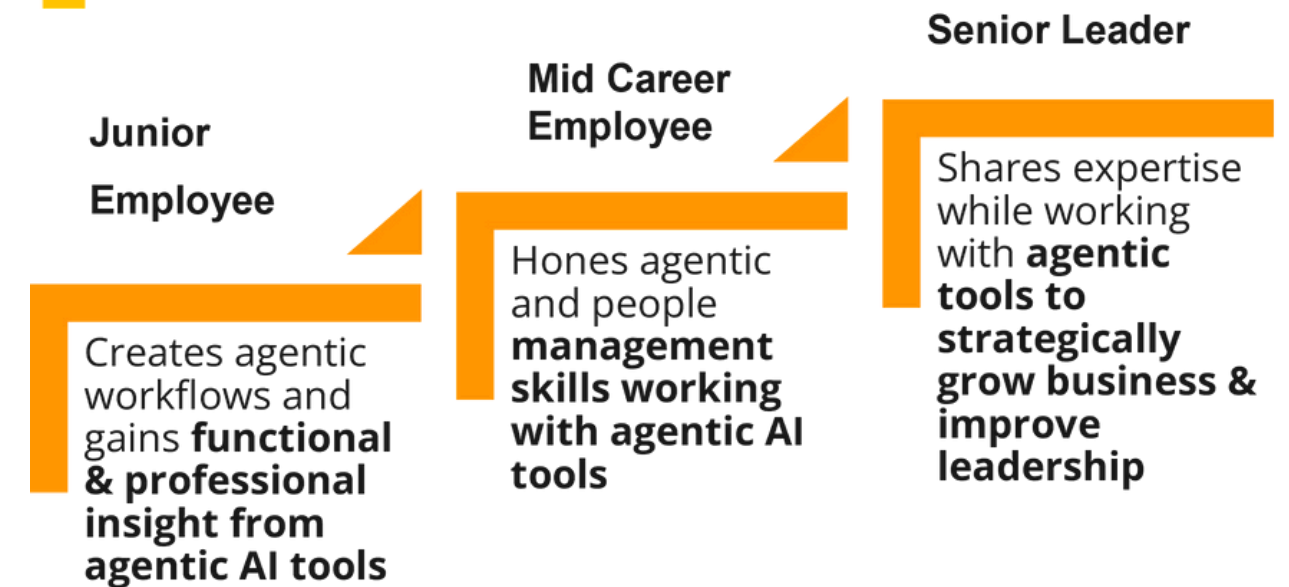 Junior
Employee
Creates agentic
workflows and
gains functional
& professional
insight from
agentic AI tools
Mid Career
Employee
Hones agentic
and people
management
skills working
with agentic AI
tools
Senior Leader
Shares expertise
while working
with agentic
tools to
strategically
grow business &
improve
leadership